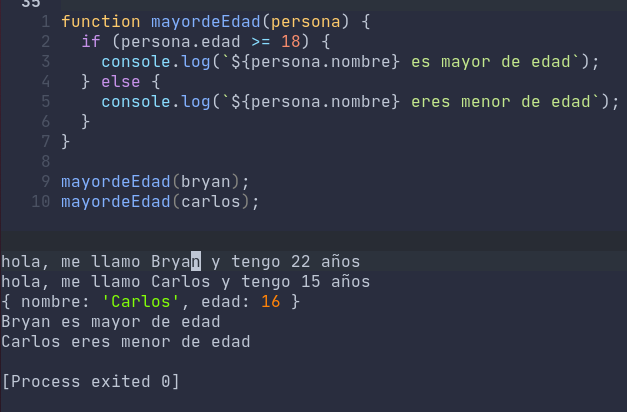 35
1 function mayordeEdad(persona) {
2   if (persona.edad >= 18) {
3     console.log(`${persona.nombre} es mayor de edad`);
4   } else {
5     console.log(`${persona.nombre} eres menor de edad`);
6   }
7 }
8
9 mayordeEdad(bryan);
10 mayordeEdad(carlos);
hola, me llamo Bryan y tengo 22 años
hola, me llamo Carlos y tengo 15 años
{ nombre: 'Carlos', edad: 16 }
Bryan es mayor de edad
Carlos eres menor de edad
[Process exited 0]